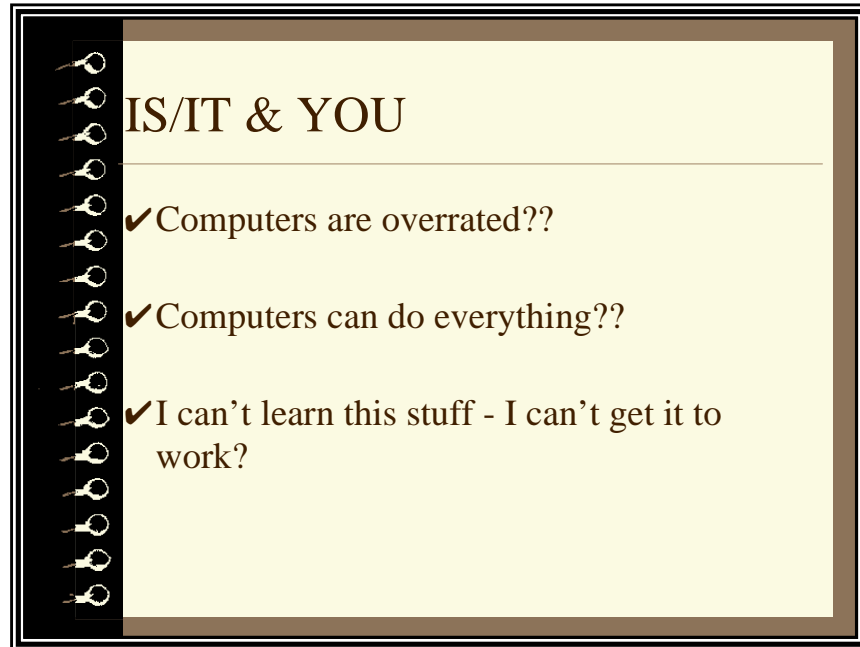 IS/IT & YOU
✔Computers are overrated??
✔Computers can do everything??
✔I can’t learn this stuff - I can’t get it to
work?